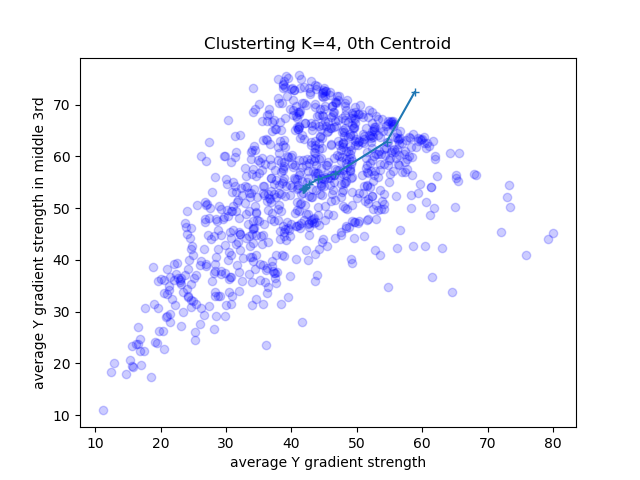 Clusterting K=4, 0th Centroid
average Y gradient strength in middle 3rd
70
60
50
40
30
20
10
10 20 30 40 50 60 70 80
average Y gradient strength